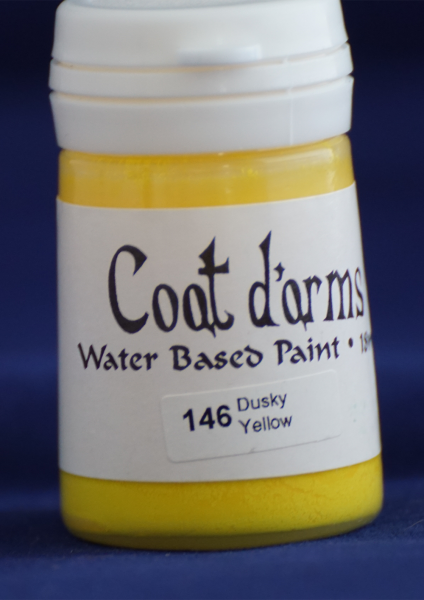 Coat d'arms
Water Based Paint •
146 Dusky
Yellow